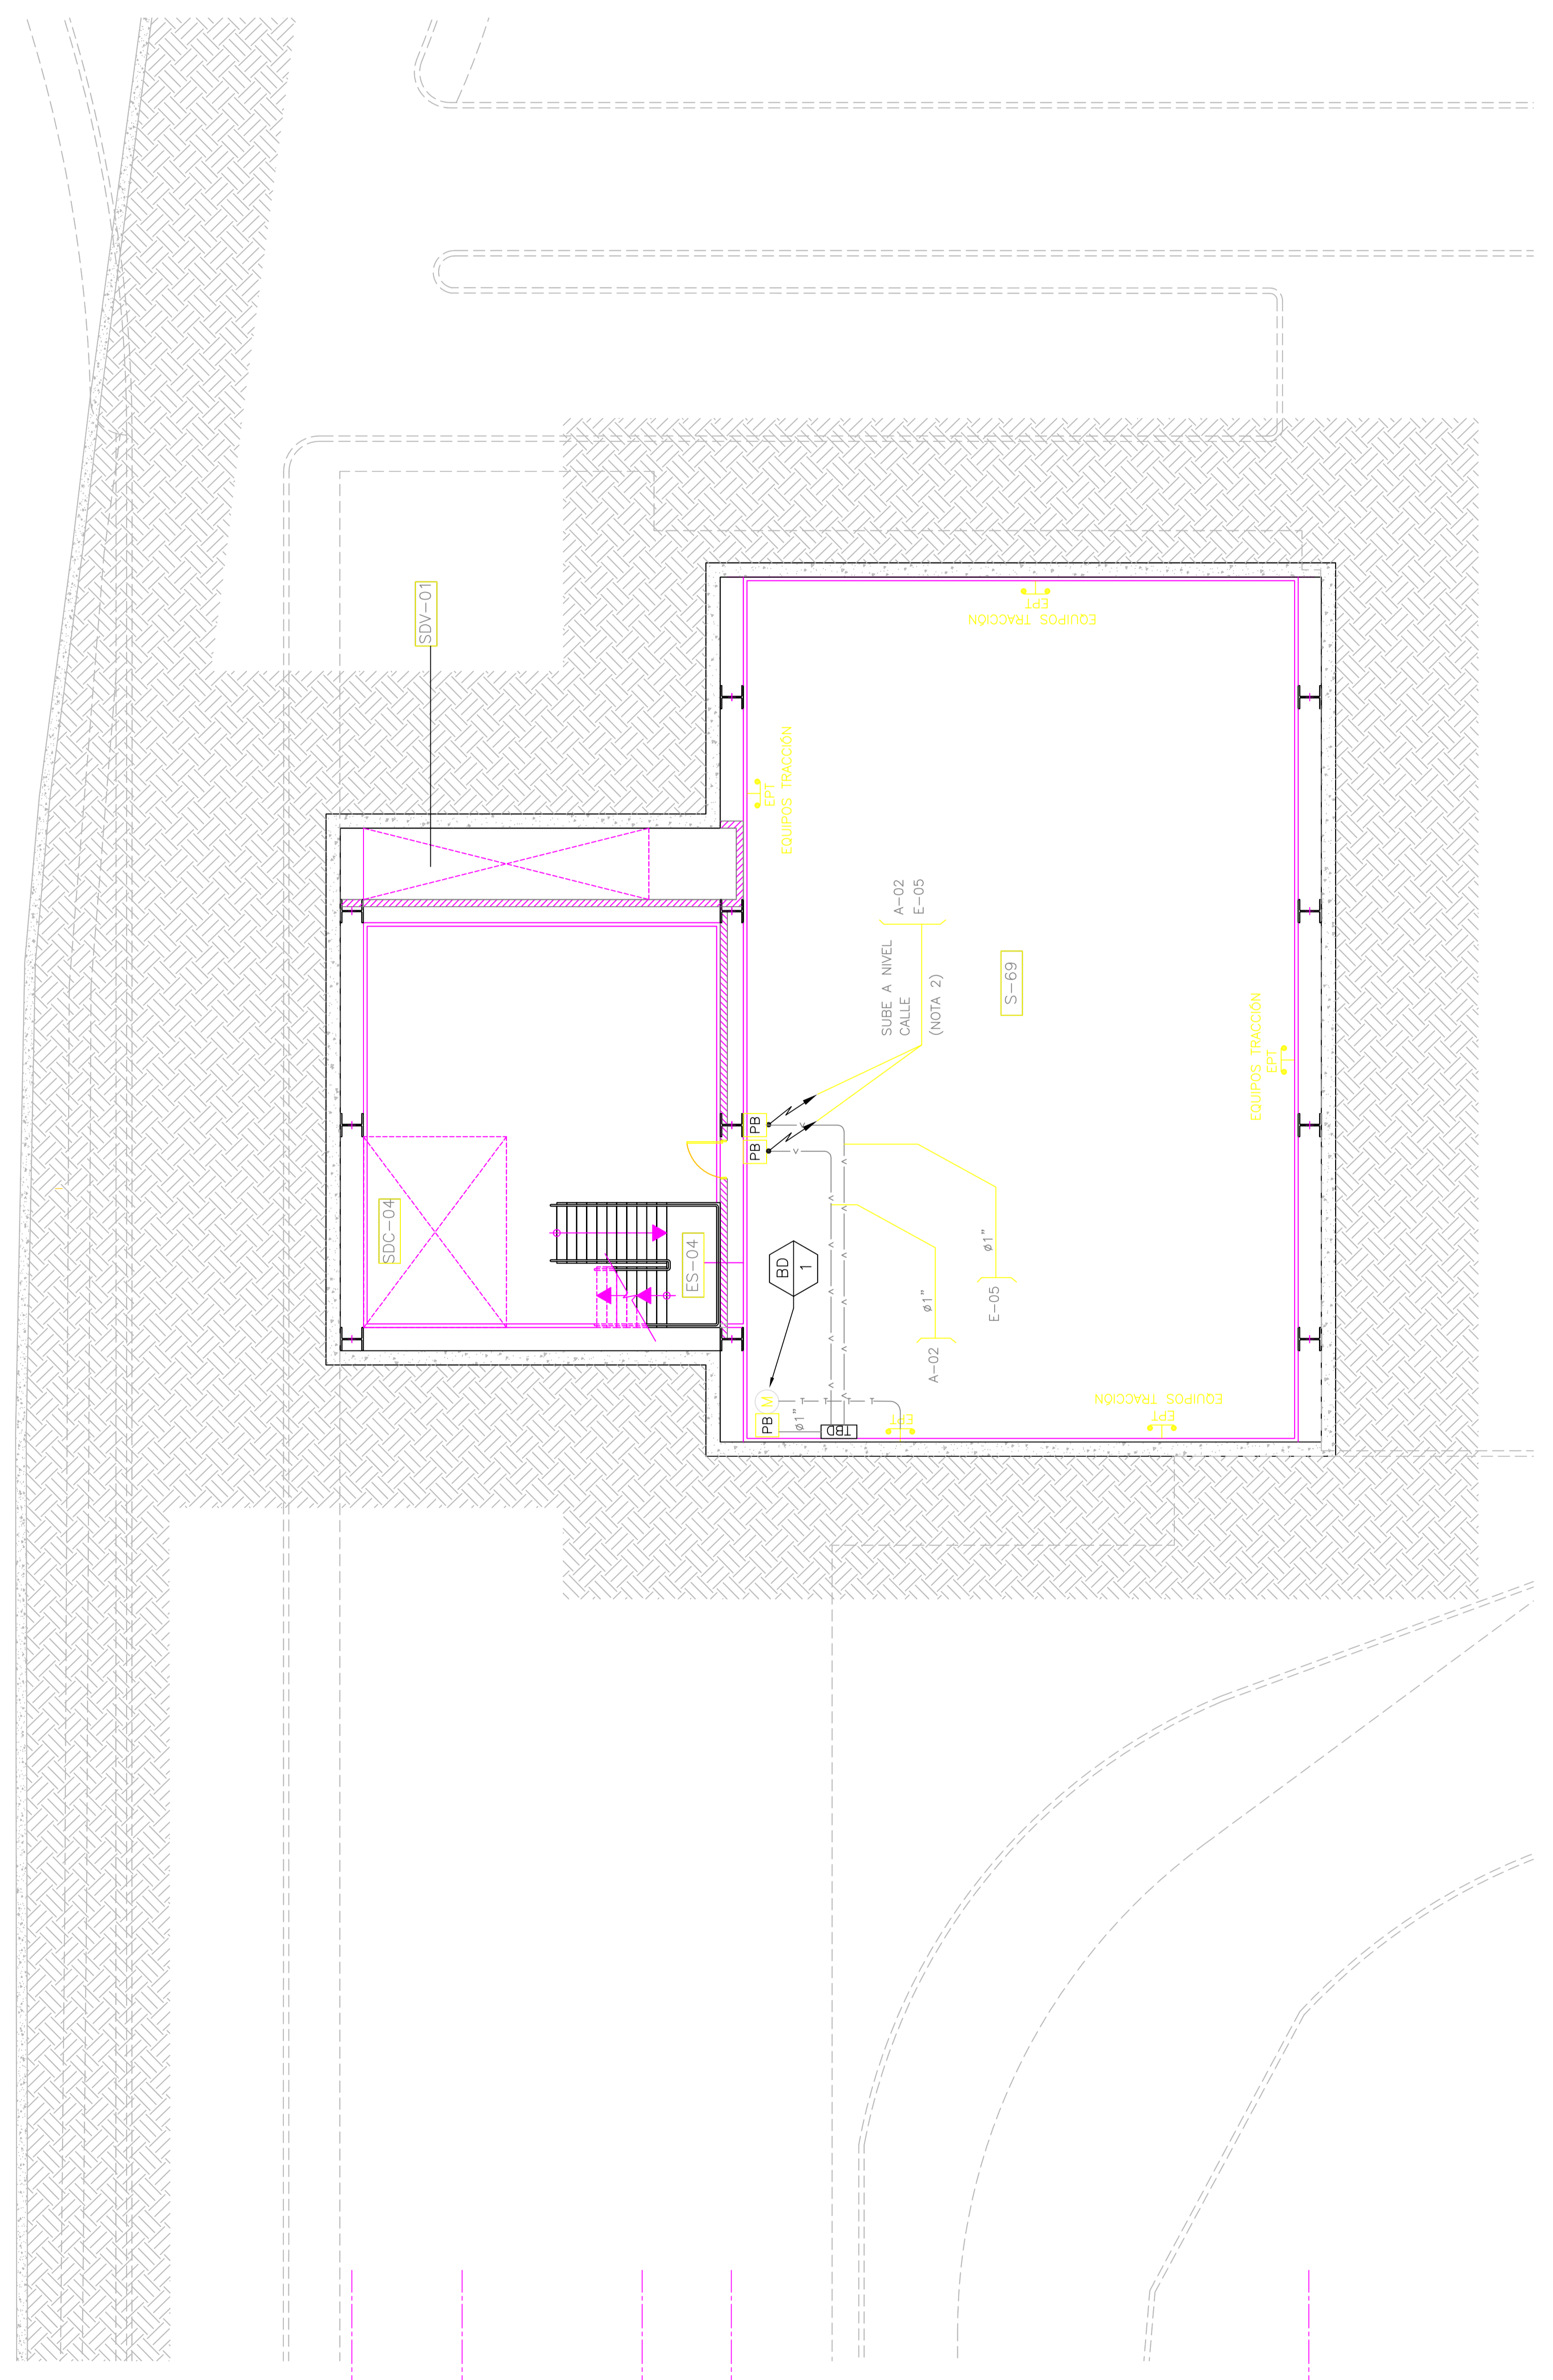 SDV-01
EPT
EQUIPOS TRACCIÓN
EPT
EQUIPOS TRACCIÓN
A-02
E-05
SUBE A NIVEL
CALLE
(NOTA 2)
S-69
EQUIPOS TRACCIÓN
EPT
PB
PB
SDC-04
ES-04
BD
1
ø1"
E-05
ø1"
A-02
M
PB
ø1"
TBD
EPT
EQUIPOS TRACCIÓN
EPT